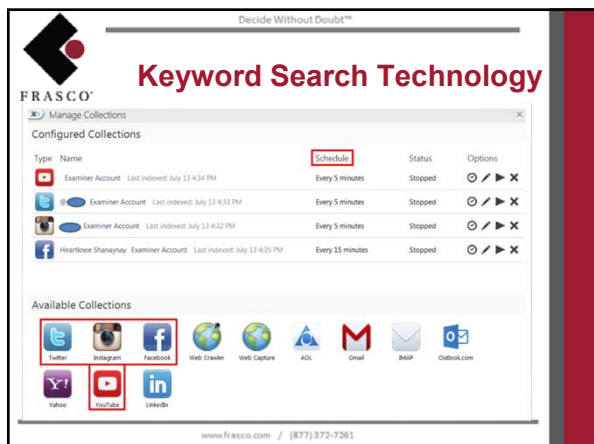 Decide Without Doubt™
FRASCO®
Keyword Search Technology
X1 Manage Collections
Configured Collections
Type Name Schedule Status Options
Examiner Account Last indexed: July 13 4:34 PM Every 5 minutes Stopped
@ Examiner Account Last indexed: July 13 4:33 PM Every 5 minutes Stopped
Examiner Account Last indexed: July 13 4:32 PM Every 5 minutes Stopped
Heartknee Shanaynay Examiner Account Last indexed: July 13 4:35 PM Every 15 minutes Stopped
Available Collections
Twitter Instagram Facebook Web Crawler Web Capture AOL Gmail IMAP Outlook.com
Yahoo YouTube LinkedIn
www.frasco.com / (877) 372-7261